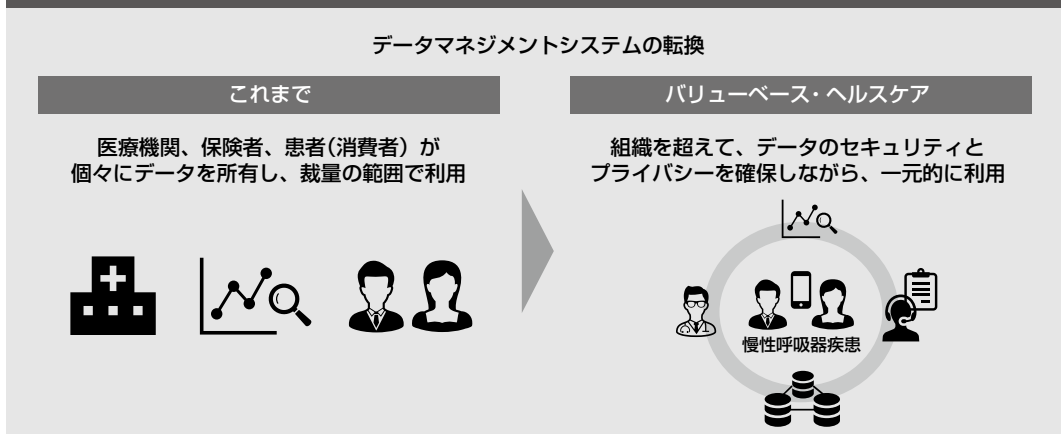 データマネジメントシステムの転換
これまで
医療機関、保険者、患者(消費者)が
個々にデータを所有し、裁量の範囲で利用
バリューベース・ヘルスケア
組織を超えて、データのセキュリティと
プライバシーを確保しながら、一元的に利用
慢性呼吸器疾患